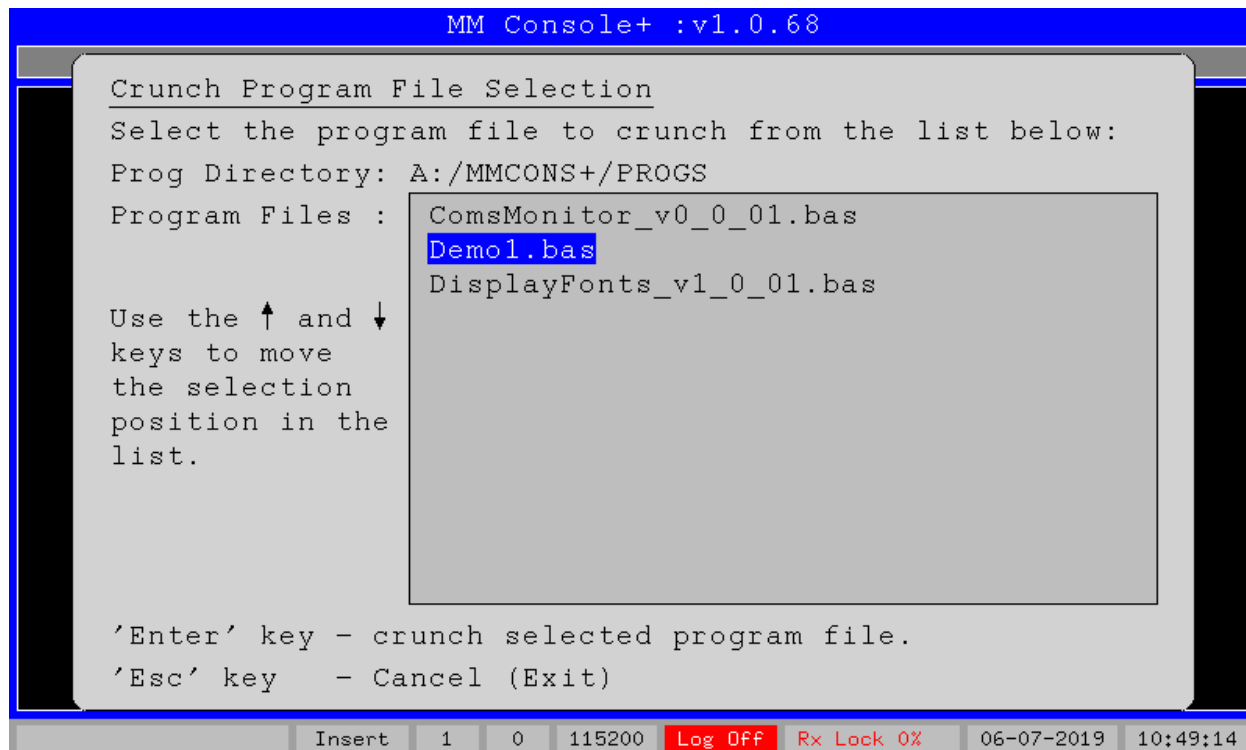 MM Console+ :v1.0.68
Crunch Program File Selection
Select the program file to crunch from the list below:
Prog Directory: A:/MMCONS+/PROGS
Program Files :
ComsMonitor_v0_0_01.bas
Demo1.bas
DisplayFonts_v1_0_01.bas
Use the ↑ and ↓
keys to move
the selection
position in the
list.
'Enter' key - crunch selected program file.
'Esc' key - Cancel (Exit)
Insert 1 0 115200 Log Off Rx Lock 0% 06-07-2019 10:49:14